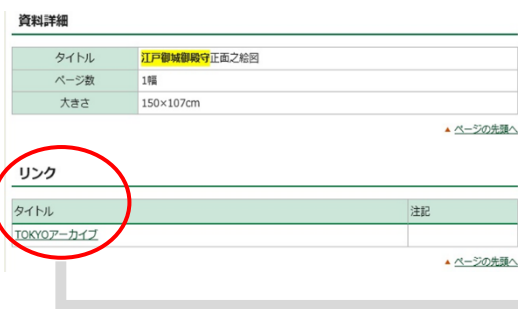 資料詳細
タイトル 江戸御城御殿守正面之絵図
ページ数 1幅
大きさ 150×107cm
▲ ページの先頭へ
リンク
タイトル 注記
TOKYOアーカイブ
▲ ページの先頭へ